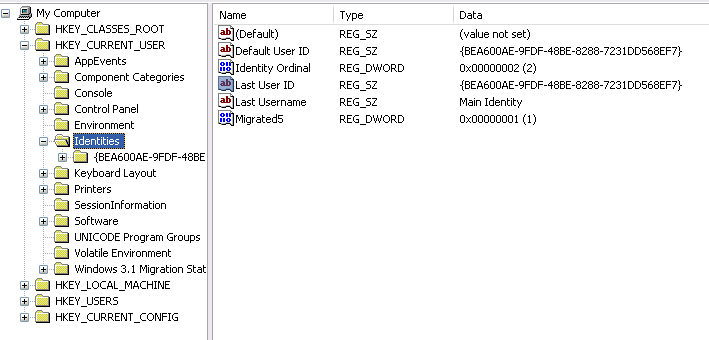 My Computer
HKEY_CLASSES_ROOT
HKEY_CURRENT_USER
AppEvents
Component Categories
Console
Control Panel
Environment
Identities
{BEA600AE-9FDF-48BE
Keyboard Layout
Printers
SessionInformation
Software
UNICODE Program Groups
Volatile Environment
Windows 3.1 Migration Stat
HKEY_LOCAL_MACHINE
HKEY_USERS
HKEY_CURRENT_CONFIG
Name Type Data
(Default) REG_SZ (value not set)
Default User ID REG_SZ {BEA600AE-9FDF-48BE-8288-7231DD568EF7}
Identity Ordinal REG_DWORD 0x00000002 (2)
Last User ID REG_SZ {BEA600AE-9FDF-48BE-8288-7231DD568EF7}
Last Username REG_SZ Main Identity
Migrated5 REG_DWORD 0x00000001 (1)